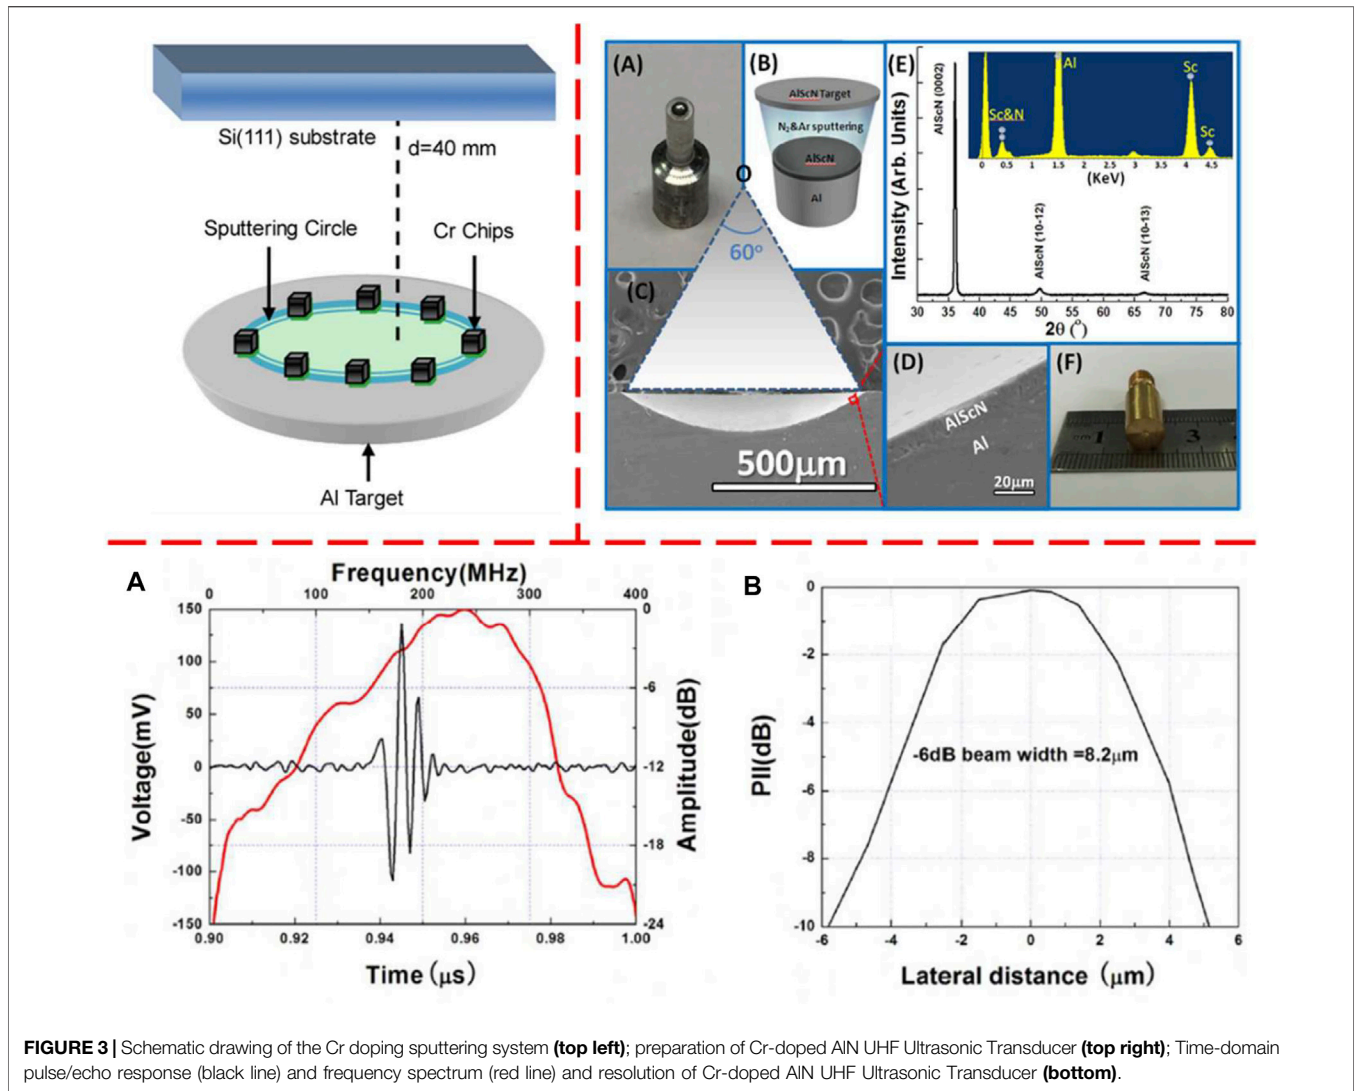 Si(111) substrate
d=40 mm
Sputtering Circle
Cr Chips
Al Target
(A)
(B)
AlScN Target
N₂&Ar sputtering
AlScN
Al
O
60°
(C)
500μm
(D)
AlScN
Al
20μm
(E)
Intensity (Arb. Units)
AlScN (0002)
AlScN (10-12)
AlScN (10-13)
Sc&N
Al
Sc
Sc
0 0.5 1 1.5 2 2.5 3 3.5 4 4.5
(KeV)
30 35 40 45 50 55 60 65 70 75 80
2θ (°)
(F)
cm 1 3
A
Frequency(MHz)
0 100 200 300 400
Voltage(mV)
150
100
50
0
-50
-100
-150
Amplitude(dB)
0
-6
-12
-18
-24
0.90 0.92 0.94 0.96 0.98 1.00
Time (μs)
B
PII(dB)
0
-2
-4
-6
-8
-10
-6dB beam width =8.2μm
-6 -4 -2 0 2 4 6
Lateral distance (μm)
FIGURE 3 | Schematic drawing of the Cr doping sputtering system (top left); preparation of Cr-doped AlN UHF Ultrasonic Transducer (top right); Time-domain
pulse/echo response (black line) and frequency spectrum (red line) and resolution of Cr-doped AlN UHF Ultrasonic Transducer (bottom).